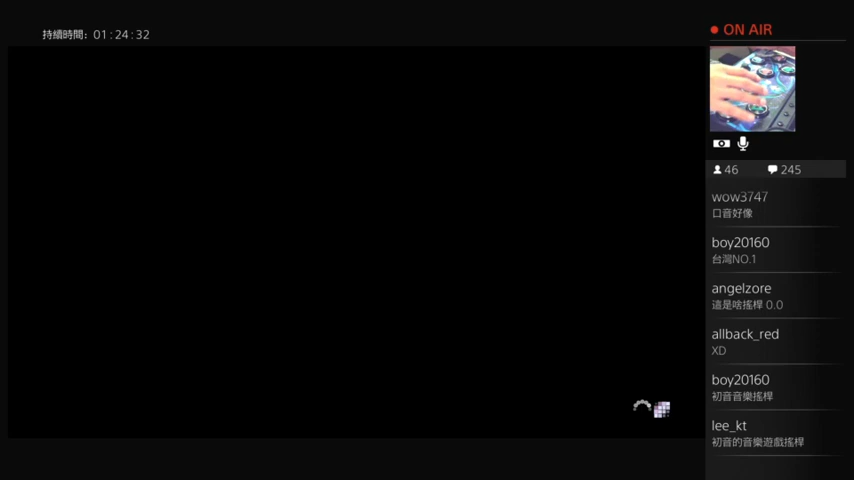 持續時間: 01 : 24 : 32
ON AIR
46 245
wow3747
口音好像
boy20160
台灣NO.1
angelzore
這是啥搖桿 0.0
allback_red
XD
boy20160
初音音樂搖桿
lee_kt
初音的音樂遊戲搖桿